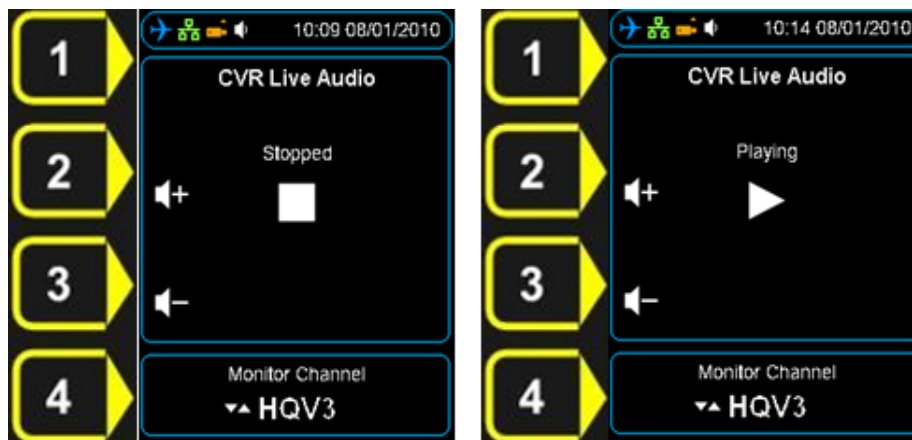 1
10:09 08/01/2010
CVR Live Audio
2
Stopped
+
3
-
4
Monitor Channel
HQV3
1
10:14 08/01/2010
CVR Live Audio
2
Playing
+
3
-
4
Monitor Channel
HQV3